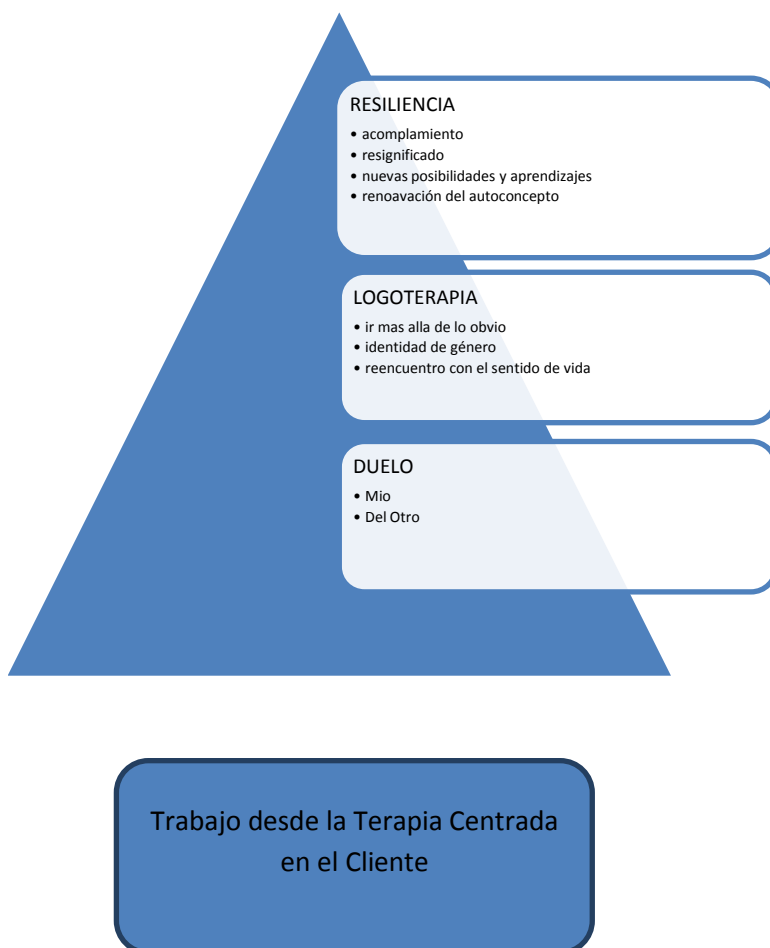 RESILIENCIA
• acomplamiento
• resignificado
• nuevas posibilidades y aprendizajes
• renoavación del autoconcepto
LOGOTERAPIA
• ir mas alla de lo obvio
• identidad de género
• reencuentro con el sentido de vida
DUELO
• Mio
• Del Otro
Trabajo desde la Terapia Centrada
en el Cliente